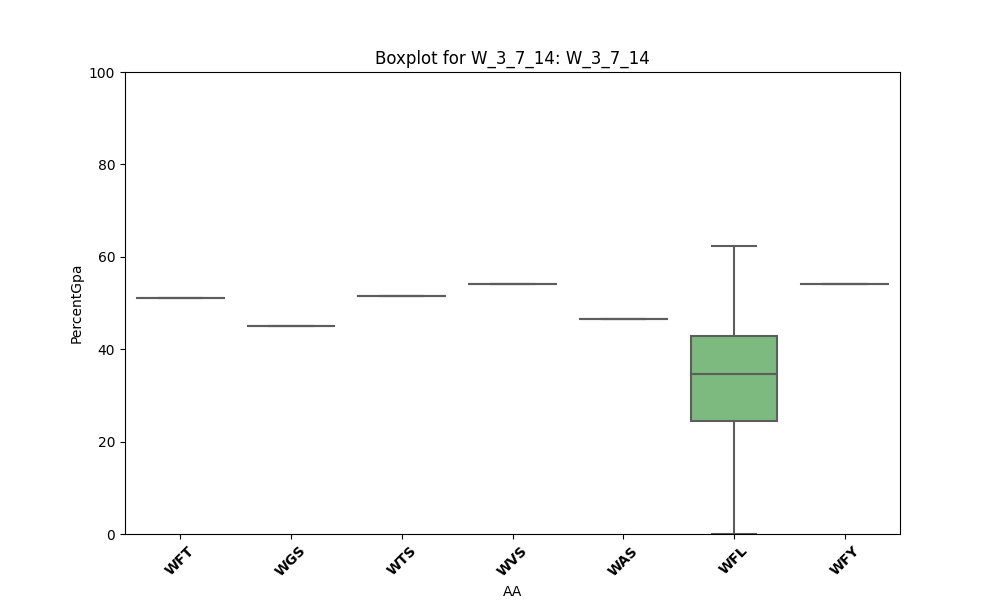 Boxplot for W_3_7_14: W_3_7_14
100
80
60
40
20
0
PercentGpa
WFT
WGS
WTS
WVS
WAS
WFL
WFY
AA